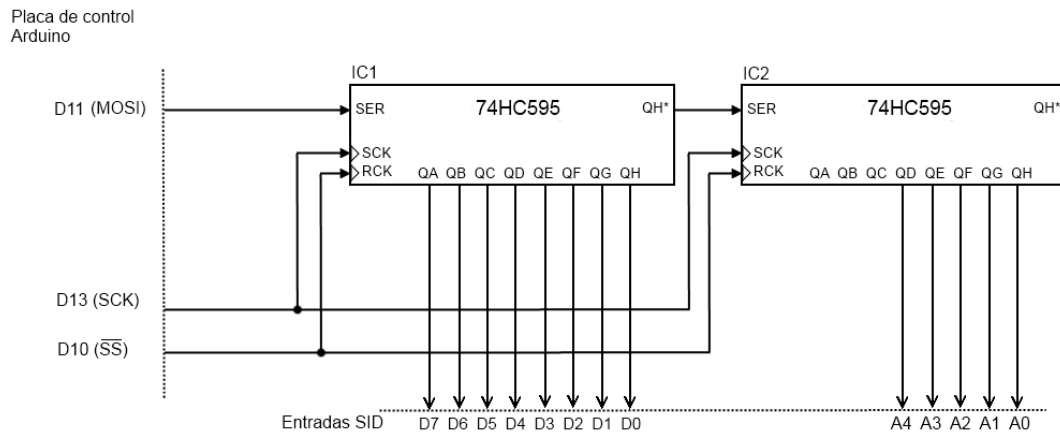 Placa de control
Arduino
IC1
IC2
D11 (MOSI)
SER
74HC595
QH*
SER
74HC595
QH*
SCK
RCK
QA QB QC QD QE QF QG QH
SCK
RCK
QA QB QC QD QE QF QG QH
D13 (SCK)
D10 (S̅S̅)
Entradas SID
D7 D6 D5 D4 D3 D2 D1 D0
A4 A3 A2 A1 A0